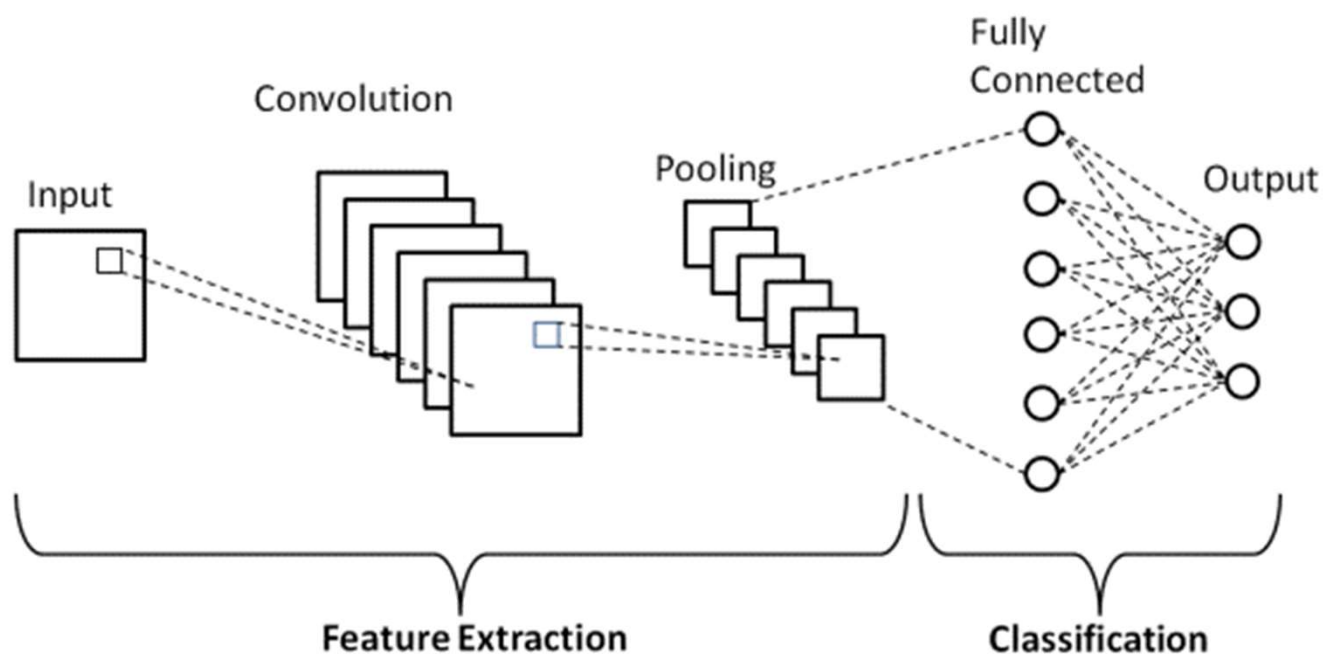 Input
Convolution
Pooling
Fully
Connected
Output
Feature Extraction
Classification